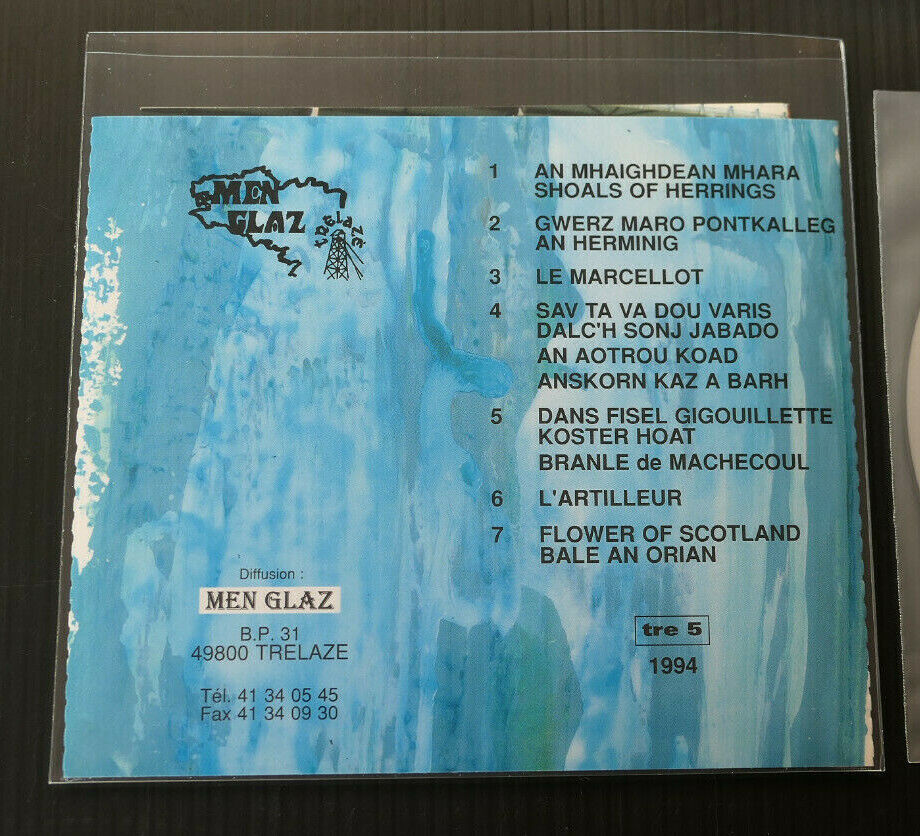 MEN
GLAZ
TRELAZE
1 AN MHAIGHDEAN MHARA
SHOALS OF HERRINGS
2 GWERZ MARO PONTKALLEG
AN HERMINIG
3 LE MARCELLOT
4 SAV TA VA DOU VARIS
DALC'H SONJ JABADO
AN AOTROU KOAD
ANSKORN KAZ A BARH
5 DANS FISEL GIGOUILLETTE
KOSTER HOAT
BRANLE de MACHECOUL
6 L'ARTILLEUR
7 FLOWER OF SCOTLAND
BALE AN ORIAN
Diffusion :
MEN GLAZ
B.P. 31
49800 TRELAZE
Tél. 41 34 05 45
Fax 41 34 09 30
tre 5
1994